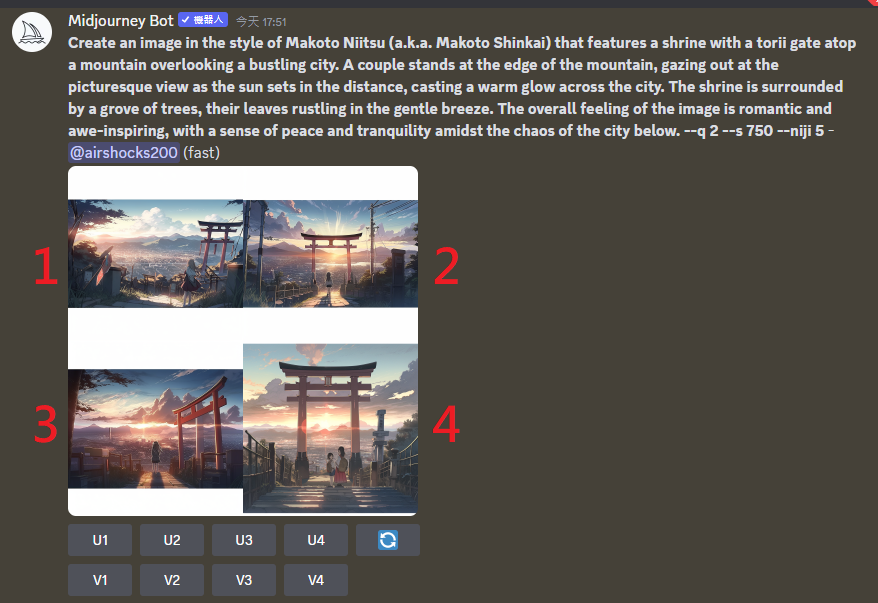 Midjourney Bot ✓ 機器人 今天 17:51
Create an image in the style of Makoto Niitsu (a.k.a. Makoto Shinkai) that features a shrine with a torii gate atop
a mountain overlooking a bustling city. A couple stands at the edge of the mountain, gazing out at the
picturesque view as the sun sets in the distance, casting a warm glow across the city. The shrine is surrounded
by a grove of trees, their leaves rustling in the gentle breeze. The overall feeling of the image is romantic and
awe-inspiring, with a sense of peace and tranquility amidst the chaos of the city below. --q 2 --s 750 --niji 5 -
@airshocks200 (fast)
1 2
3 4
U1 U2 U3 U4
V1 V2 V3 V4